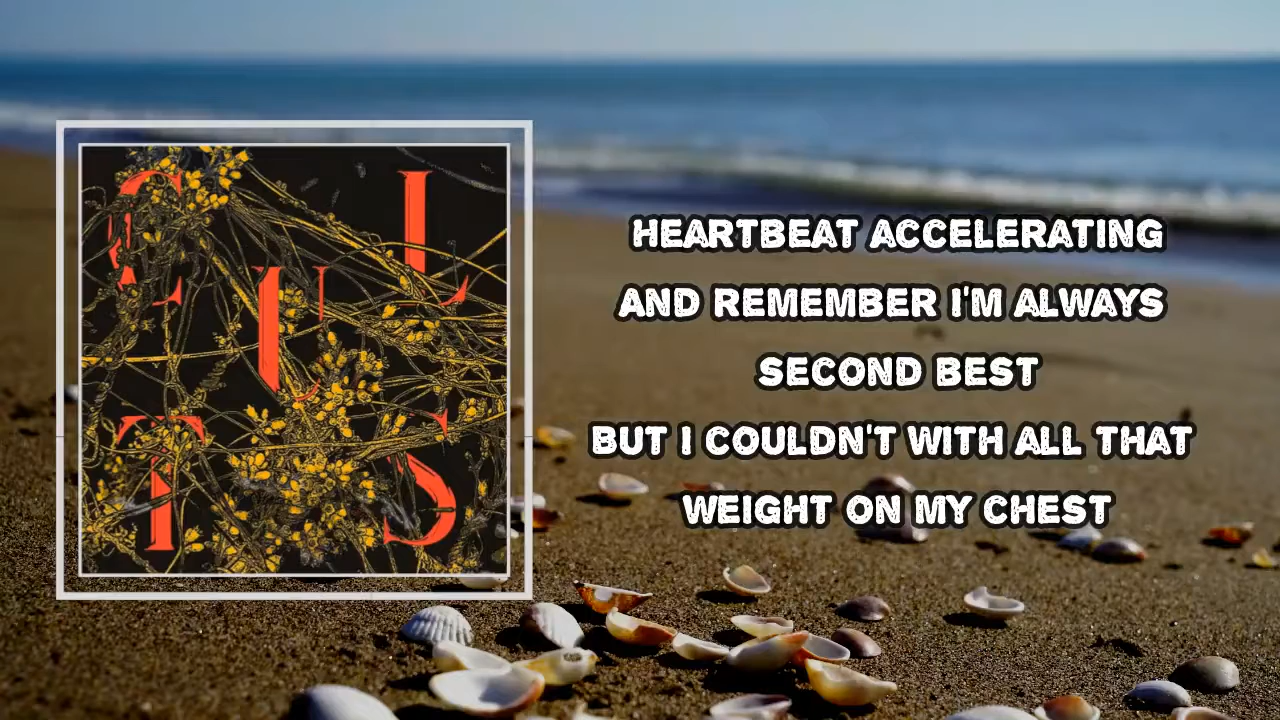 C L
U
T S
HEARTBEAT ACCELERATING
AND REMEMBER I'M ALWAYS
SECOND BEST
BUT I COULDN'T WITH ALL THAT
WEIGHT ON MY CHEST